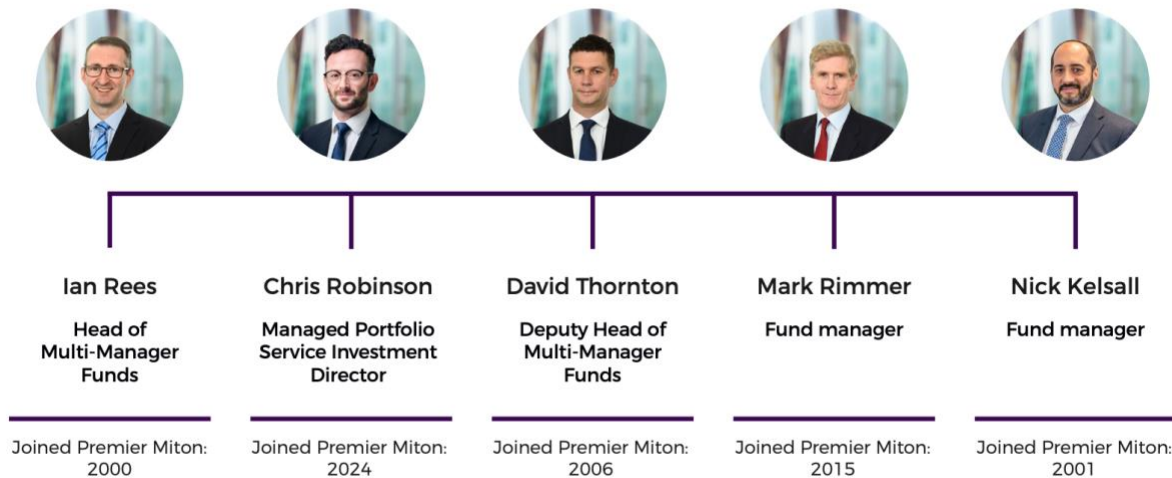 Ian Rees
Head of
Multi-Manager
Funds
Joined Premier Miton:
2000
Chris Robinson
Managed Portfolio
Service Investment
Director
Joined Premier Miton:
2024
David Thornton
Deputy Head of
Multi-Manager
Funds
Joined Premier Miton:
2006
Mark Rimmer
Fund manager
Joined Premier Miton:
2015
Nick Kelsall
Fund manager
Joined Premier Miton:
2001